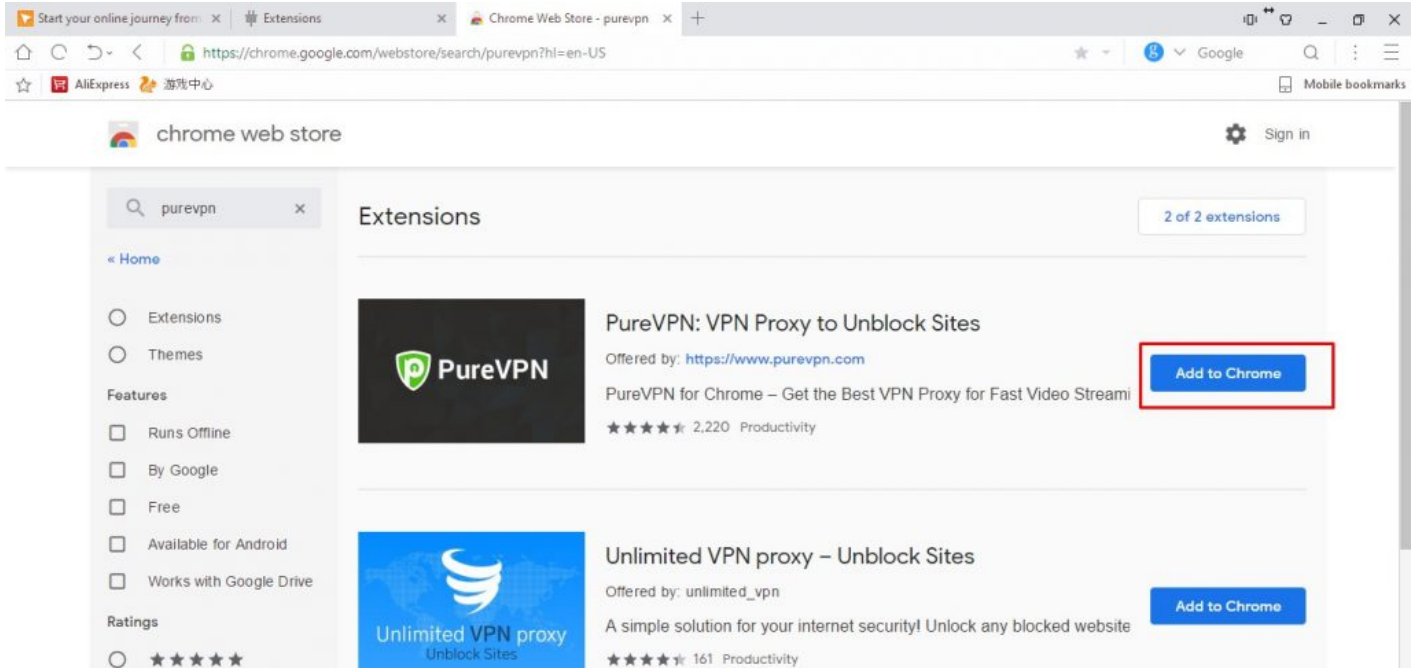 Start your online journey from
Extensions
Chrome Web Store - purevpn
https://chrome.google.com/webstore/search/purevpn?hl=en-US
Google
AliExpress
游戏中心
Mobile bookmarks
chrome web store
Sign in
purevpn
« Home
Extensions
Themes
Features
Runs Offline
By Google
Free
Available for Android
Works with Google Drive
Ratings
Extensions
2 of 2 extensions
PureVPN
PureVPN: VPN Proxy to Unblock Sites
Offered by: https://www.purevpn.com
PureVPN for Chrome – Get the Best VPN Proxy for Fast Video Streami
2,220 Productivity
Add to Chrome
Unlimited VPN proxy
Unblock Sites
Unlimited VPN proxy – Unblock Sites
Offered by: unlimited_vpn
A simple solution for your internet security! Unlock any blocked website
161 Productivity
Add to Chrome